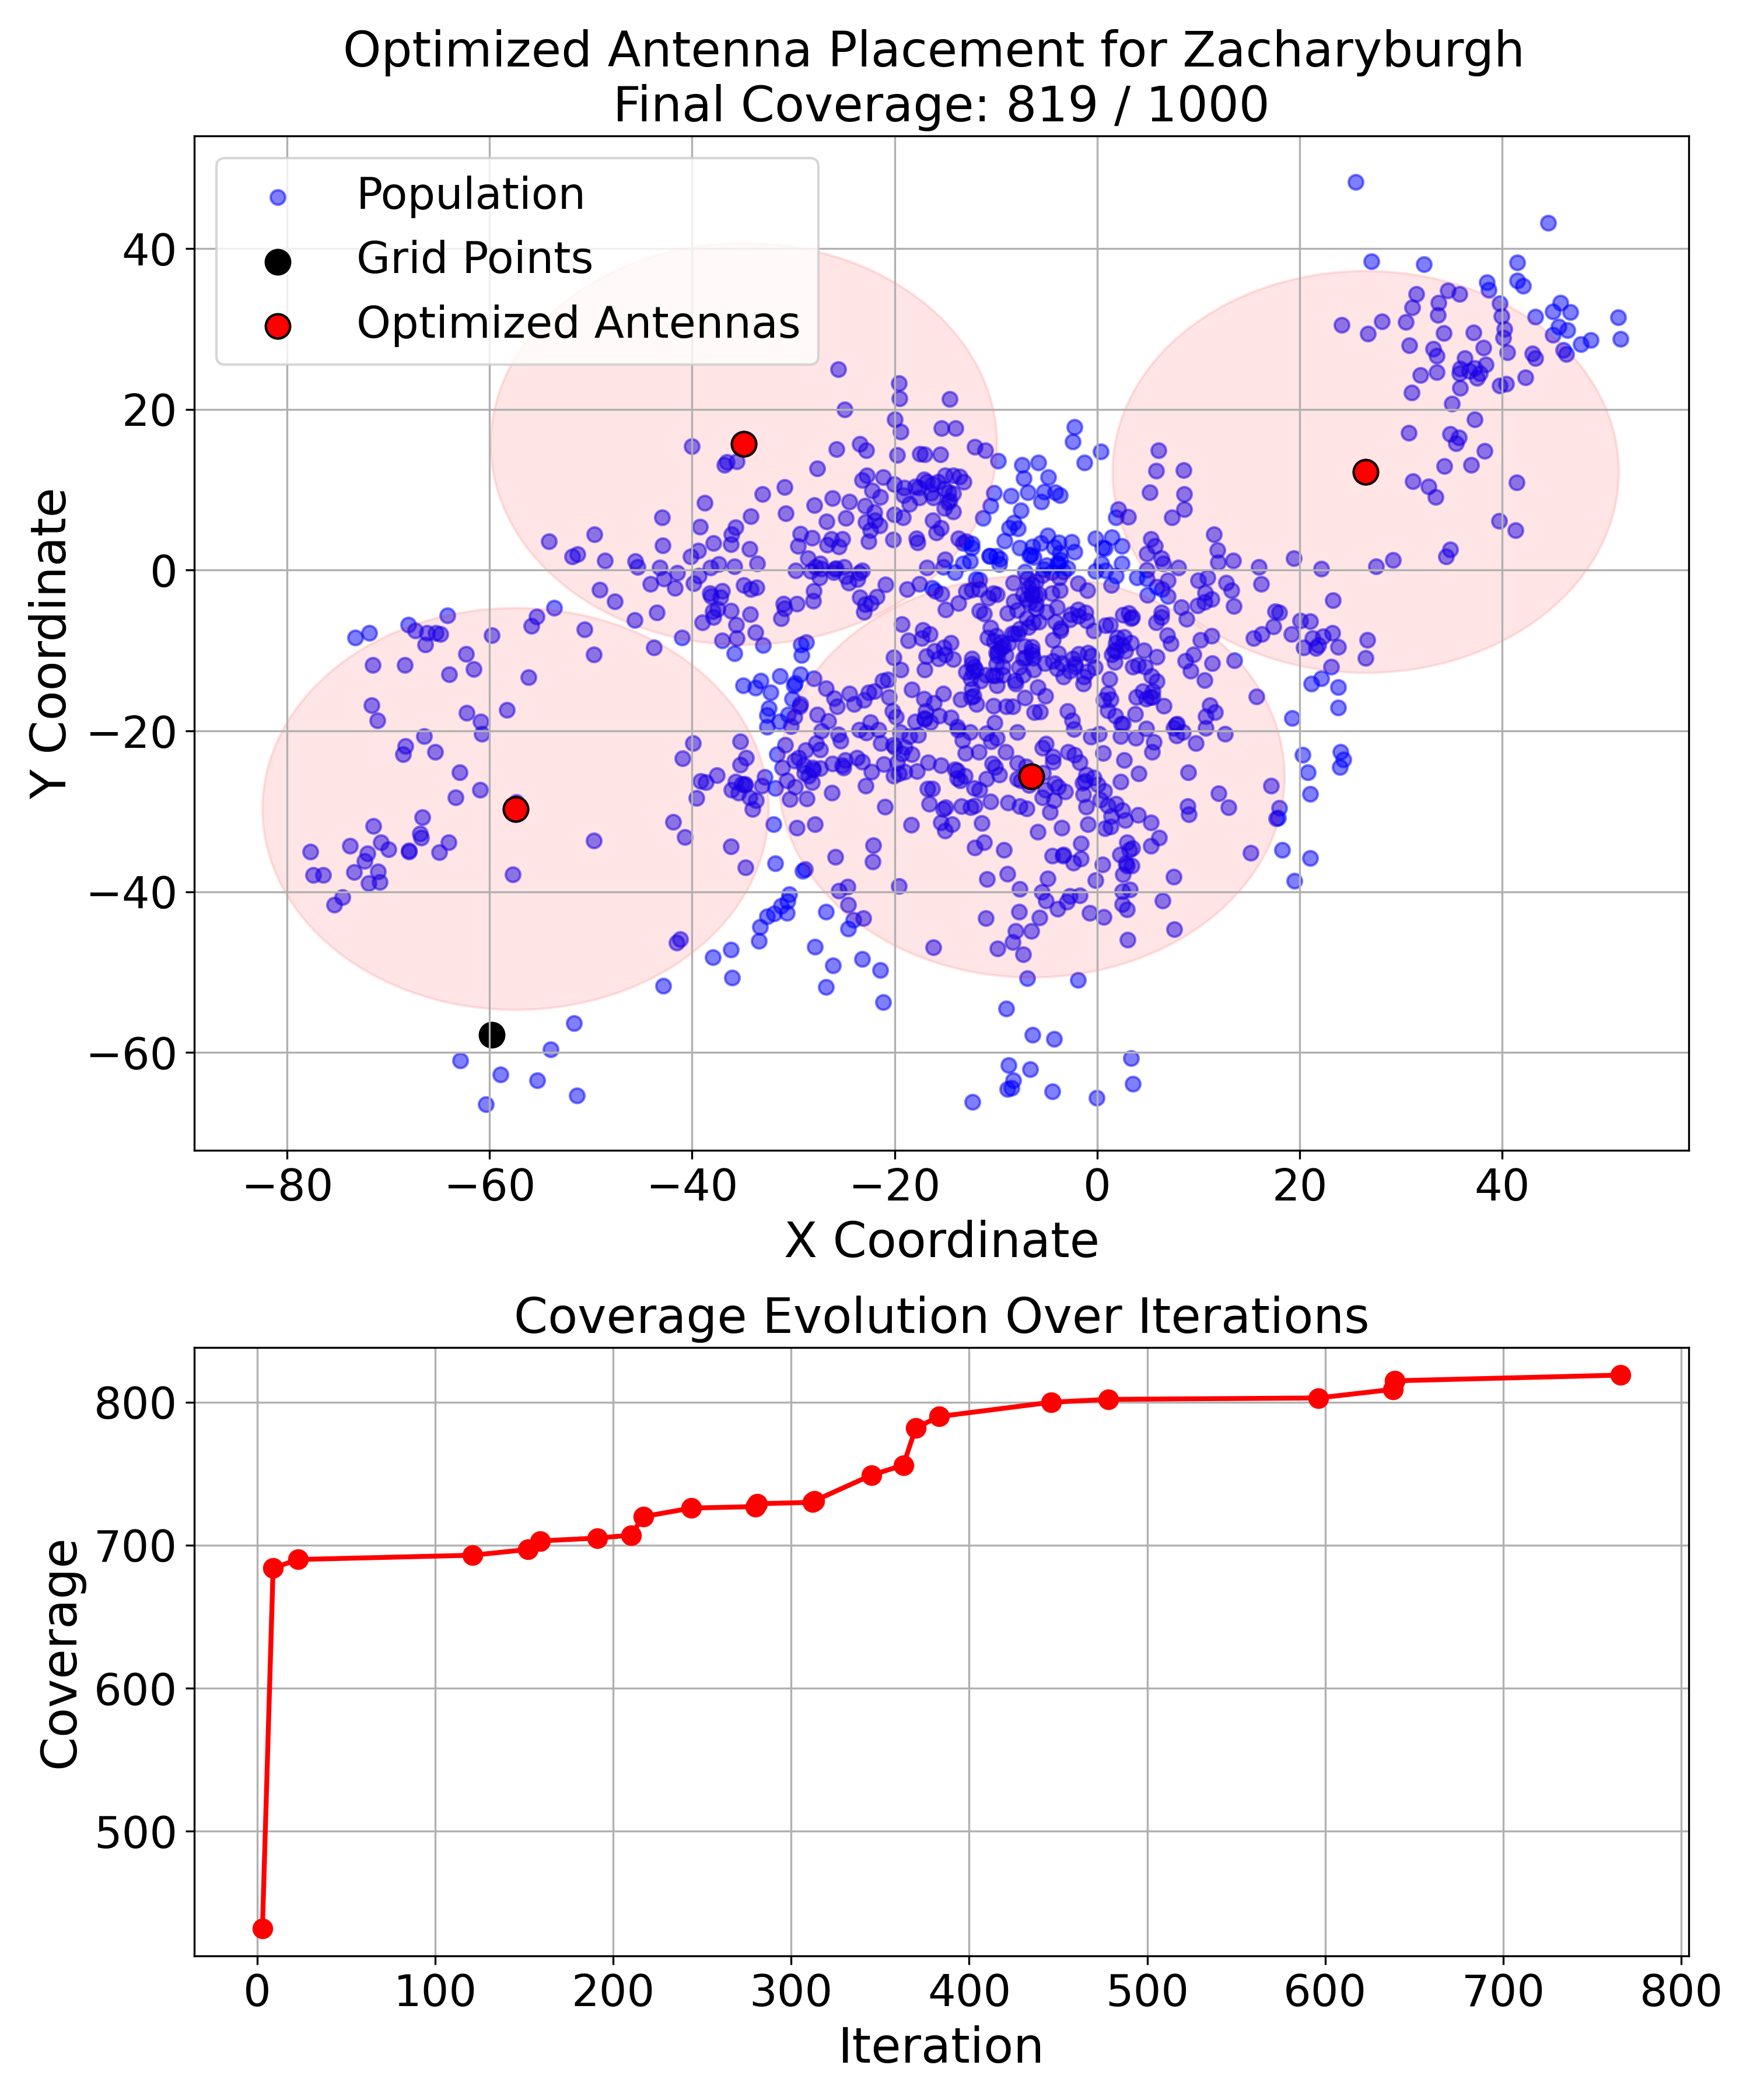 Optimized Antenna Placement for Zacharyburgh
Final Coverage: 819 / 1000
Population
Grid Points
Optimized Antennas
Y Coordinate
40
20
0
−20
−40
−60
−80 −60 −40 −20 0 20 40
X Coordinate
Coverage Evolution Over Iterations
Coverage
800
700
600
500
0 100 200 300 400 500 600 700 800
Iteration